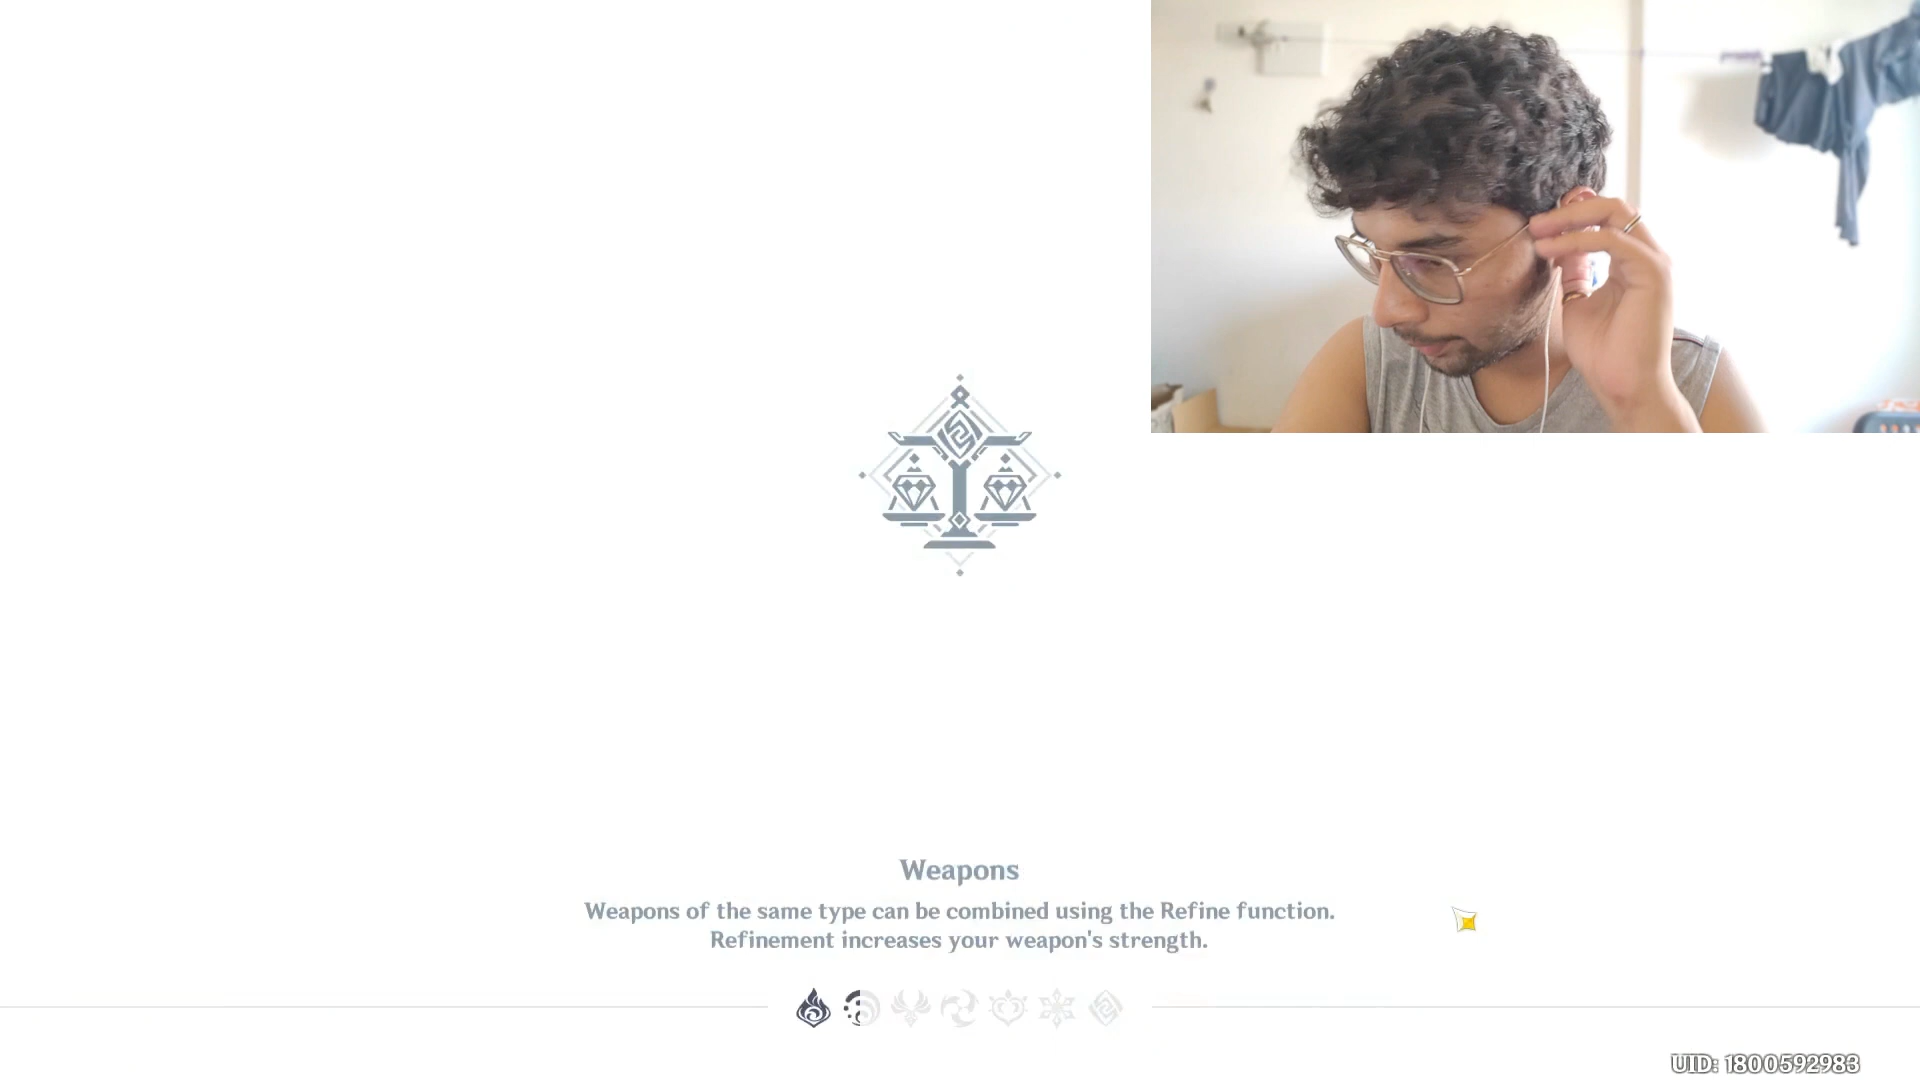 Weapons
Weapons of the same type can be combined using the Refine function.
Refinement increases your weapon's strength.
UID: 1800592983